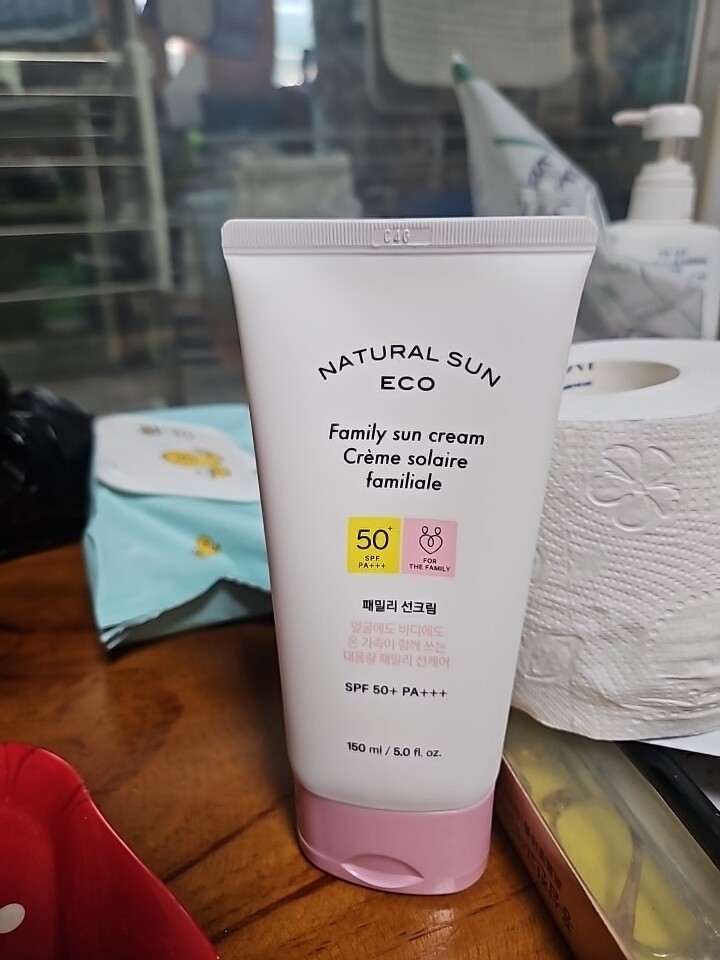 NATURAL SUN
ECO
Family sun cream
Crème solaire
familiale
50+
SPF
PA+++
FOR
THE FAMILY
패밀리 선크림
얼굴에도 바디에도
온 가족이 함께 쓰는
대용량 패밀리 선케어
SPF 50+ PA+++
150 ml / 5.0 fl. oz.